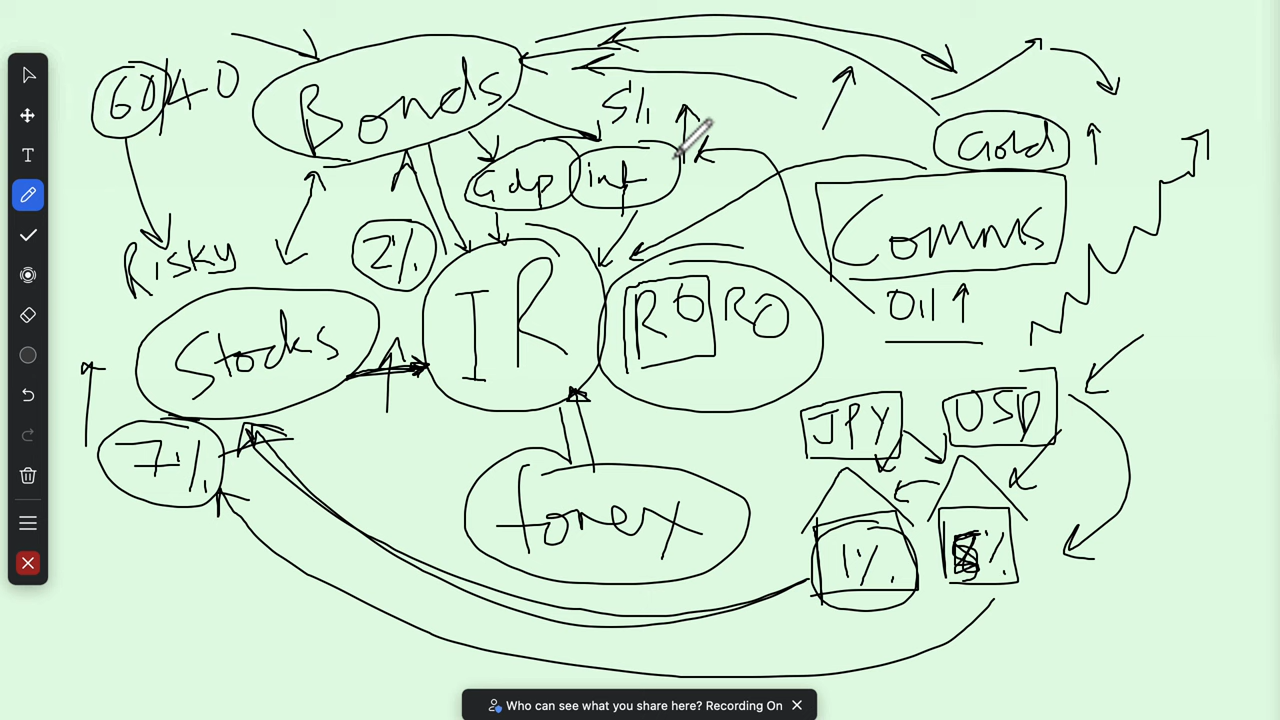 60/40
Bonds
5%
Gdp
inf
Gold
Comms
2%
Risky
Oil
Stocks
IR
RORO
JPY
USD
7%
forex
1%
T
Who can see what you share here? Recording On